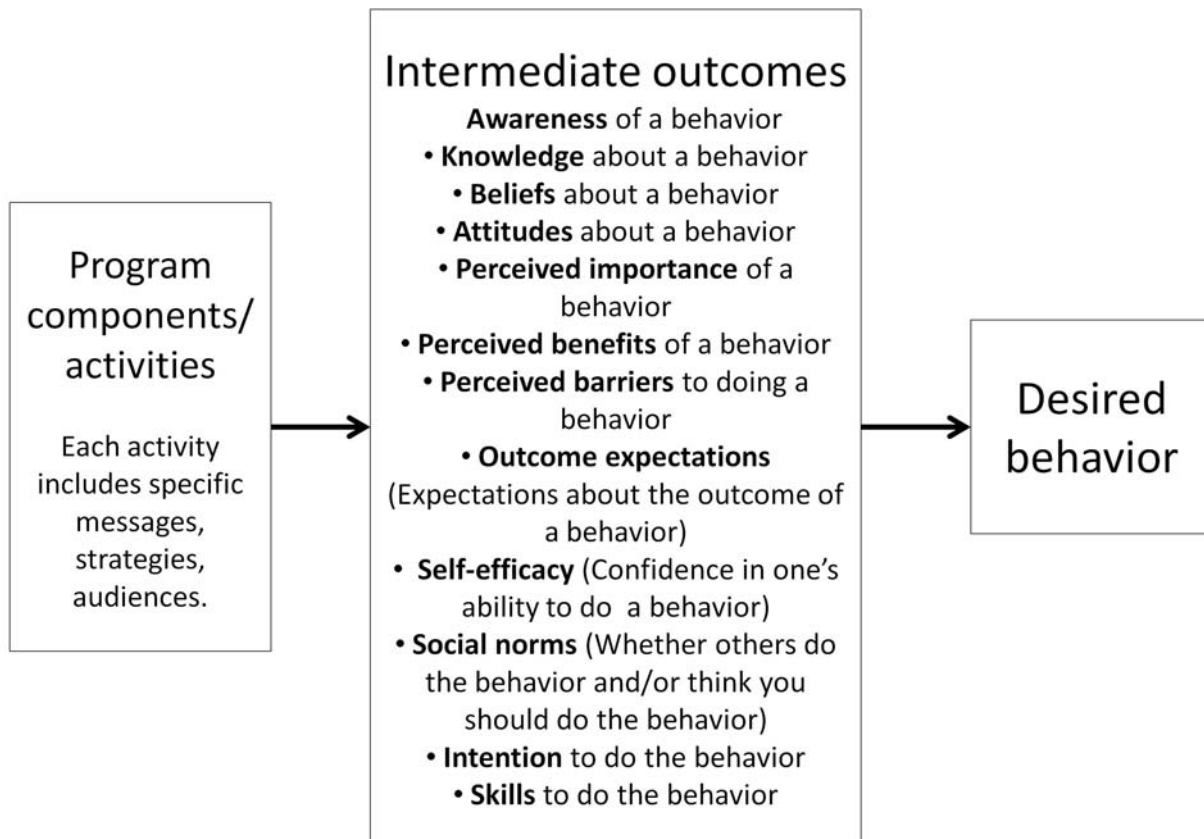 Program
components/
activities
Each activity
includes specific
messages,
strategies,
audiences.
Intermediate outcomes
Awareness of a behavior
• Knowledge about a behavior
• Beliefs about a behavior
• Attitudes about a behavior
• Perceived importance of a
behavior
• Perceived benefits of a behavior
• Perceived barriers to doing a
behavior
• Outcome expectations
(Expectations about the outcome of
a behavior)
• Self-efficacy (Confidence in one’s
ability to do a behavior)
• Social norms (Whether others do
the behavior and/or think you
should do the behavior)
• Intention to do the behavior
• Skills to do the behavior
Desired
behavior